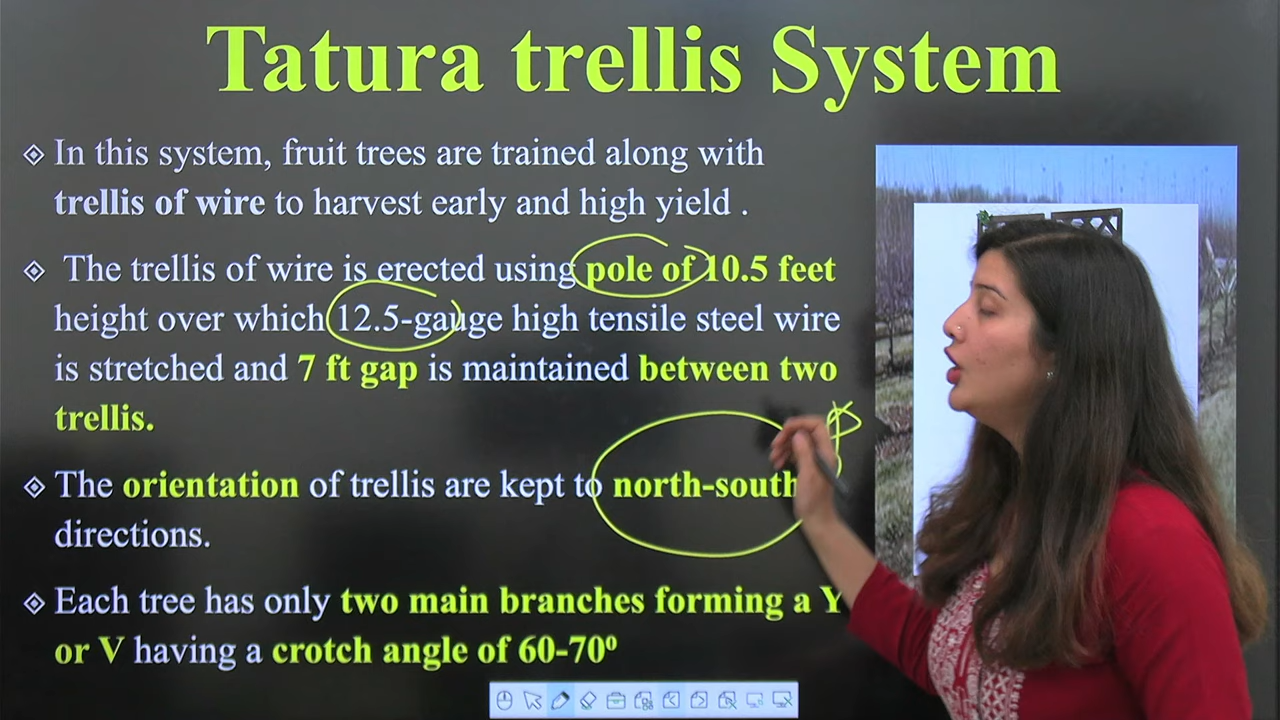 Tatura trellis System
In this system, fruit trees are trained along with
trellis of wire to harvest early and high yield .
The trellis of wire is erected using pole of 10.5 feet
height over which 12.5-gauge high tensile steel wire
is stretched and 7 ft gap is maintained between two
trellis.
The orientation of trellis are kept to north-south
directions.
Each tree has only two main branches forming a Y
or V having a crotch angle of 60-70⁰